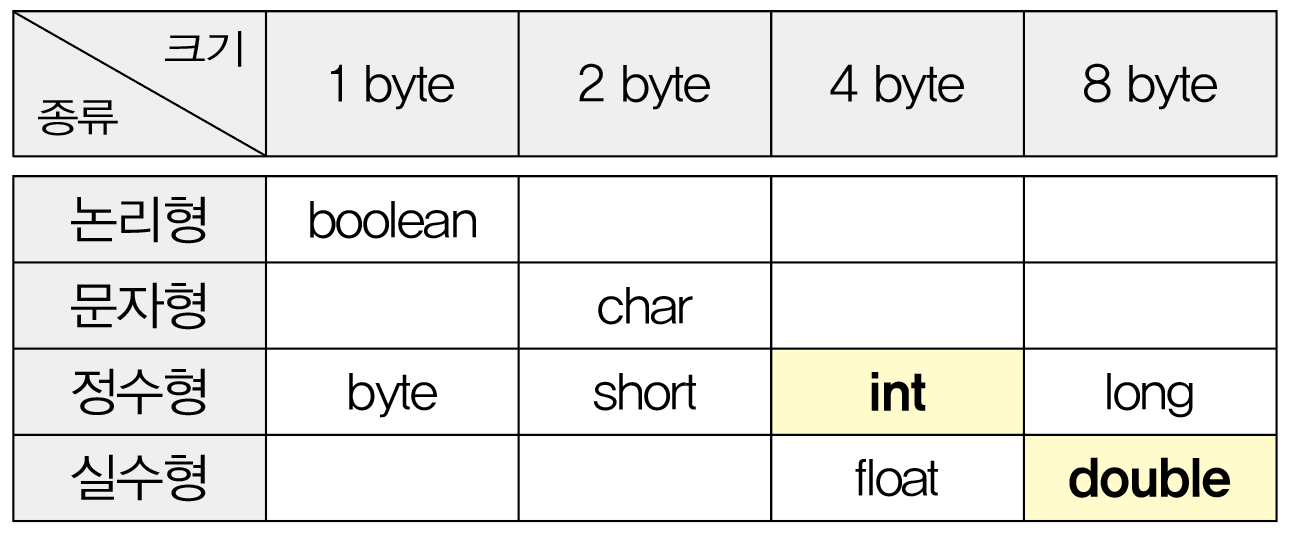 크기
종류
1 byte
2 byte
4 byte
8 byte
논리형
boolean
문자형
char
정수형
byte
short
int
long
실수형
float
double